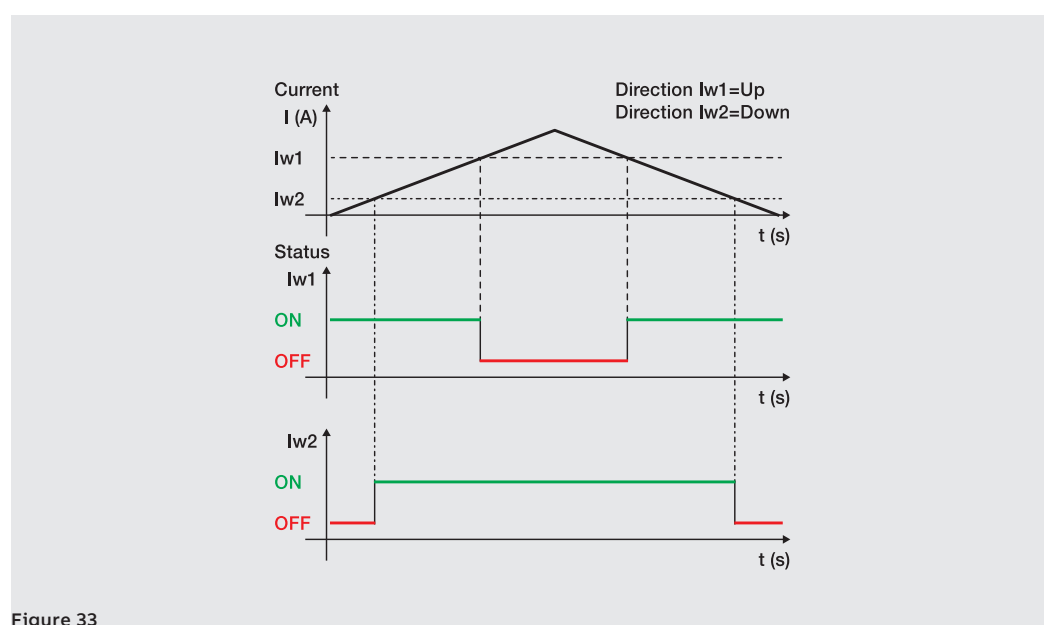 Current
Direction Iw1=Up
I (A)
Direction Iw2=Down
Iw1
Iw2
t (s)
Status
Iw1
ON
OFF
t (s)
Iw2
ON
OFF
t (s)
Figure 33